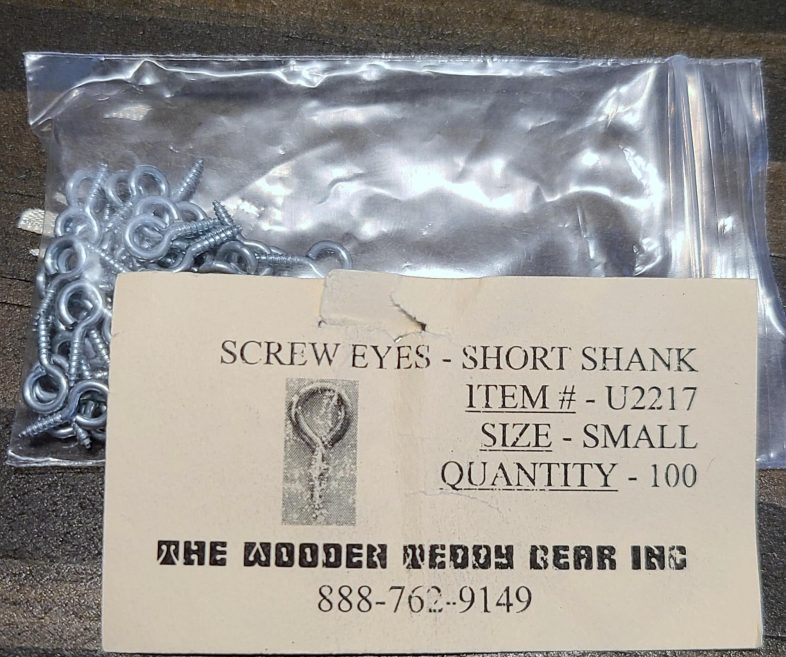 SCREW EYES - SHORT SHANK
ITEM # - U2217
SIZE - SMALL
QUANTITY - 100
THE WOODEN TEDDY BEAR INC
888-762-9149